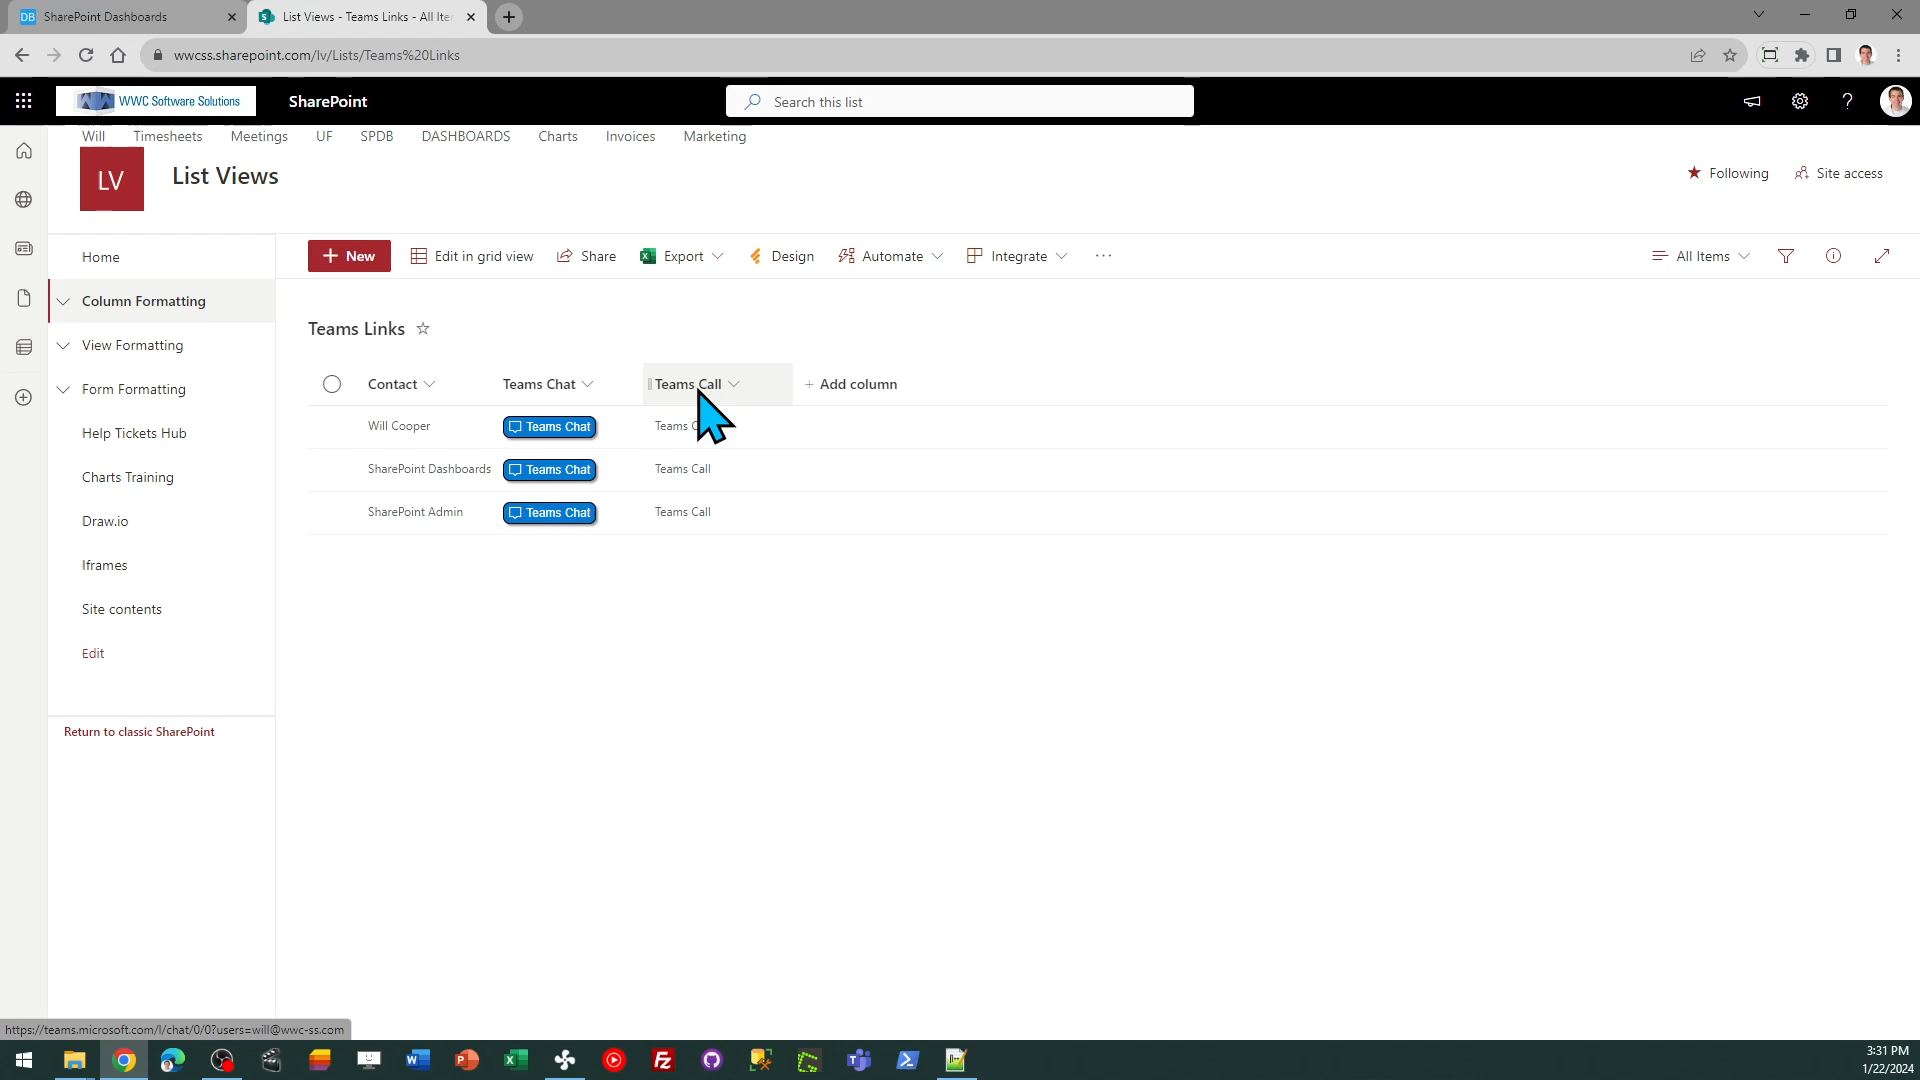 DB SharePoint Dashboards
S List Views - Teams Links - All Ite
wwcss.sharepoint.com/lv/Lists/Teams%20Links
WWC Software Solutions
SharePoint
Search this list
?
Will Timesheets Meetings UF SPDB DASHBOARDS Charts Invoices Marketing
LV
List Views
Following
Site access
Home
Column Formatting
View Formatting
Form Formatting
Help Tickets Hub
Charts Training
Draw.io
Iframes
Site contents
Edit
Return to classic SharePoint
+ New
Edit in grid view
Share
Export
Design
Automate
Integrate
...
All Items
Teams Links
Contact Teams Chat Teams Call + Add column
Will Cooper Teams Chat Teams C
SharePoint Dashboards Teams Chat Teams Call
SharePoint Admin Teams Chat Teams Call
https://teams.microsoft.com/l/chat/0/0?users=will@wwc-ss.com
3:31 PM
1/22/2024